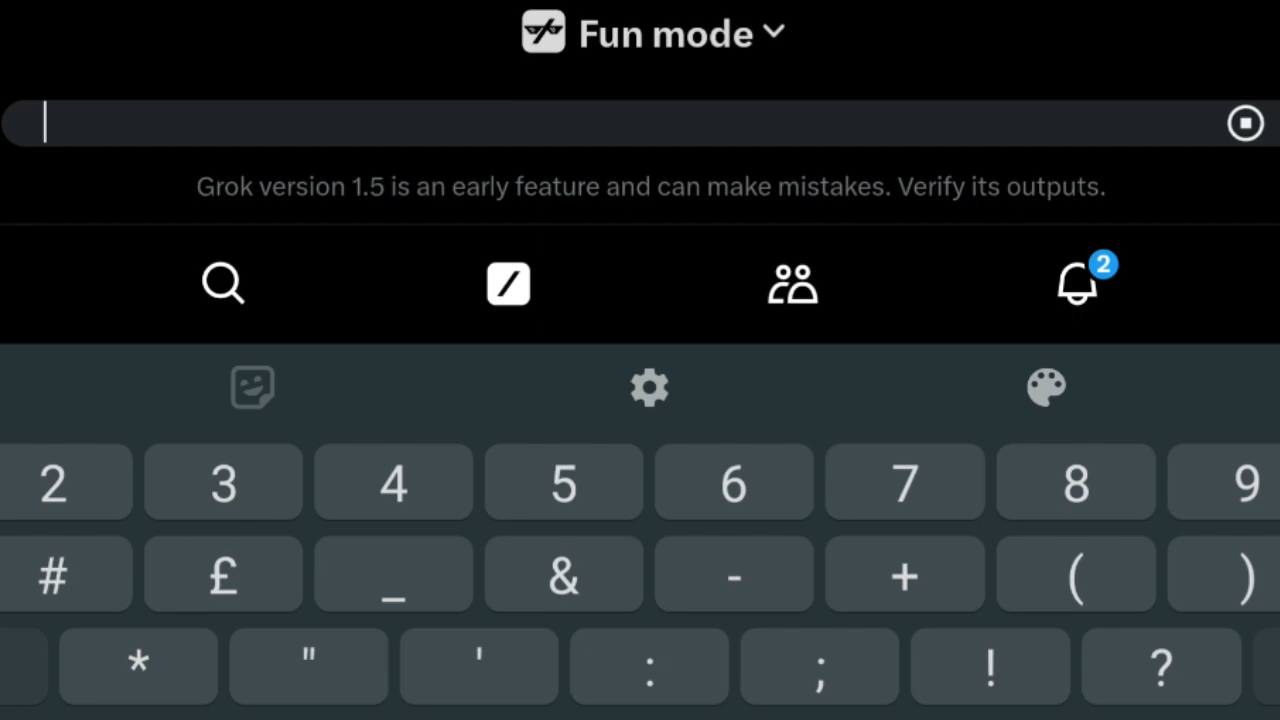 Fun mode
Grok version 1.5 is an early feature and can make mistakes. Verify its outputs.
2
2 3 4 5 6 7 8 9
# £ _ & - + ( )
* " ' : ; ! ?